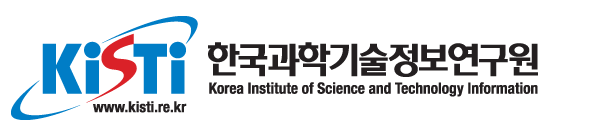 KiSTi
www.kisti.re.kr
한국과학기술정보연구원
Korea Institute of Science and Technology Information